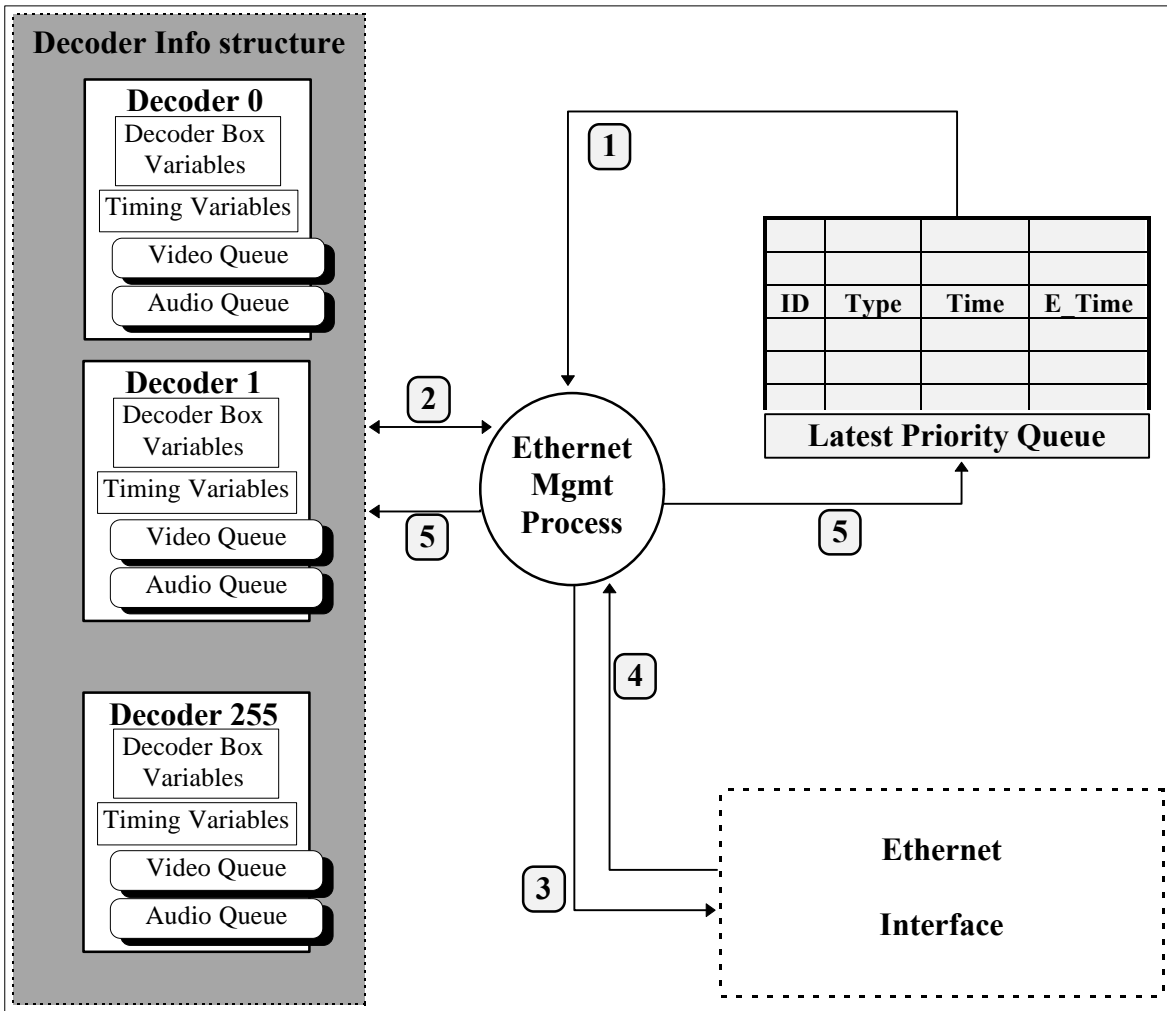 Decoder Info structure
Decoder 0
Decoder Box
Variables
Timing Variables
Video Queue
Audio Queue
Decoder 1
Decoder Box
Variables
Timing Variables
Video Queue
Audio Queue
Decoder 255
Decoder Box
Variables
Timing Variables
Video Queue
Audio Queue
1
2
5
Ethernet
Mgmt
Process
ID Type Time E_Time
Latest Priority Queue
5
4
3
Ethernet
Interface